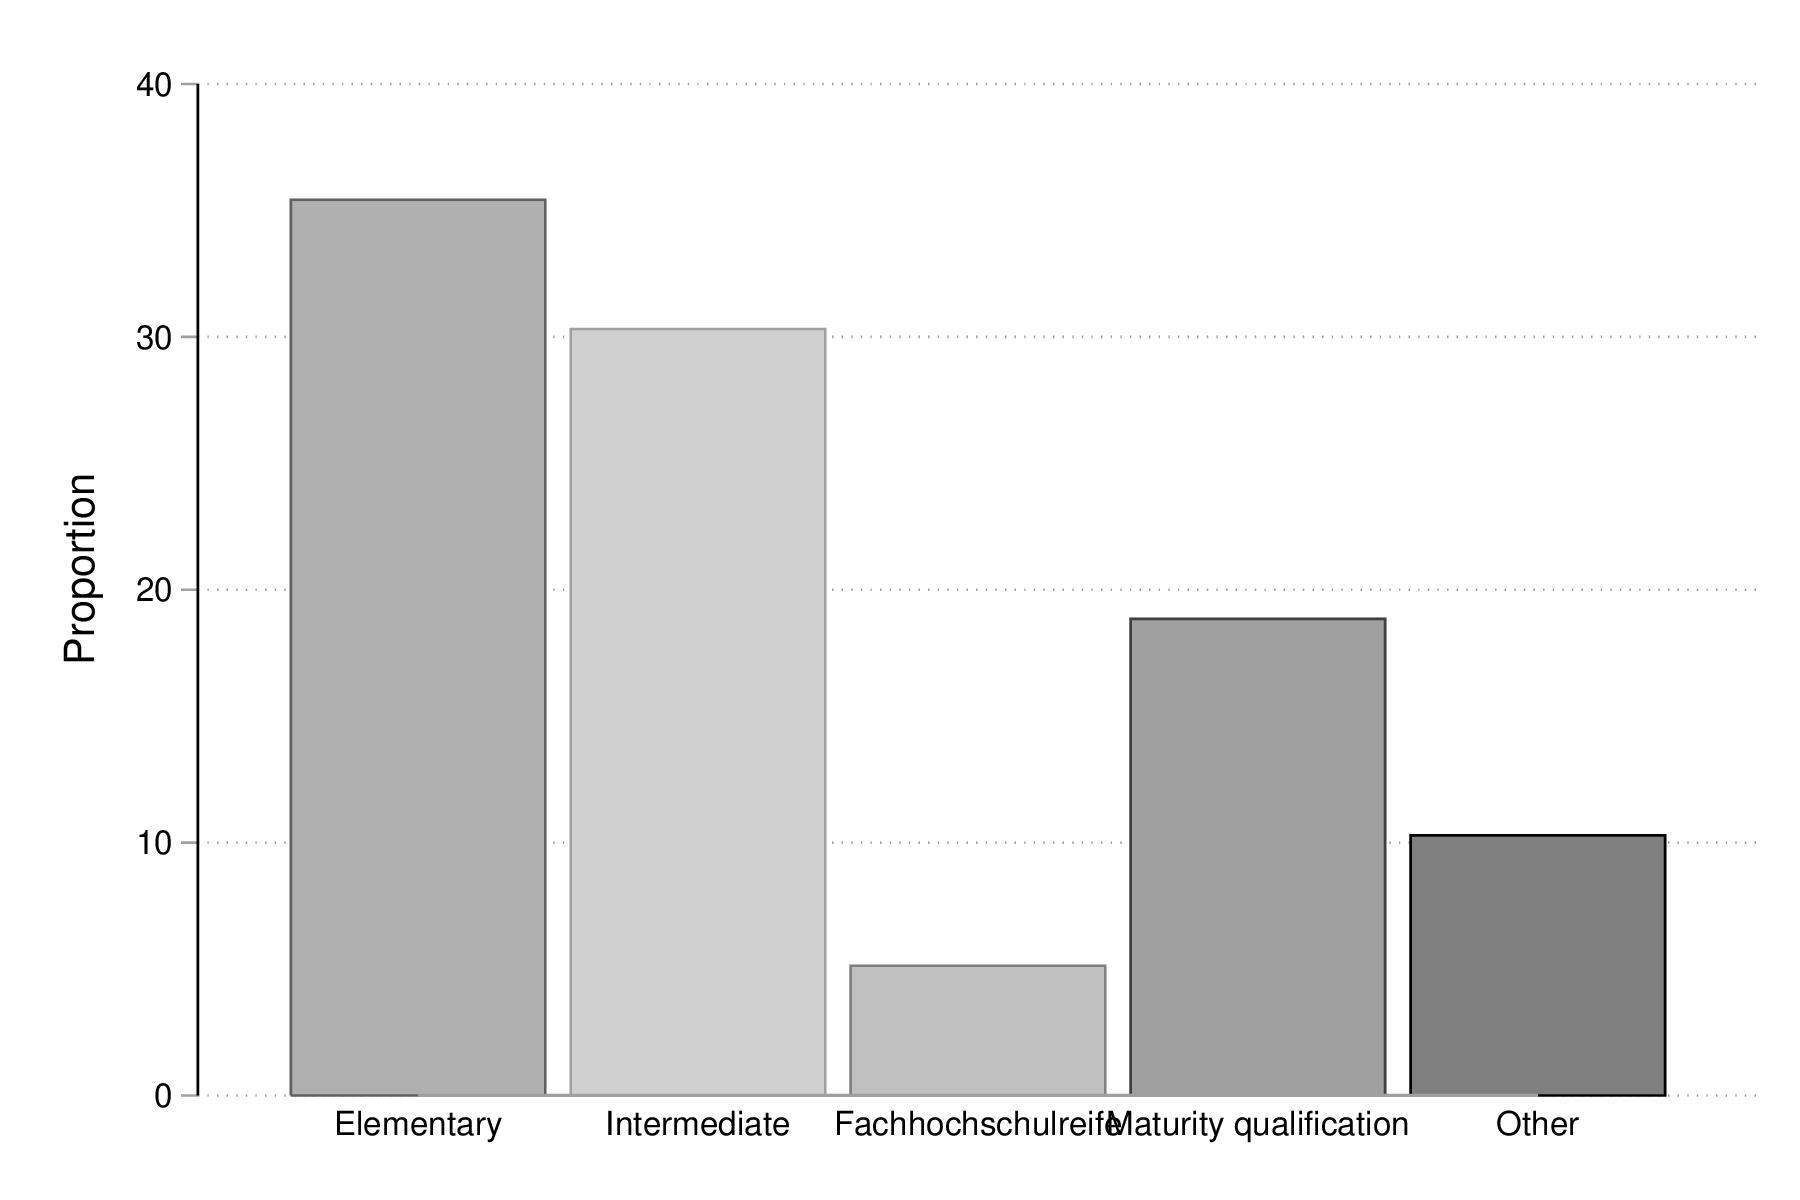 40
30
20
10
0
Proportion
Elementary
Intermediate
Fachhochschulreife
Maturity qualification
Other